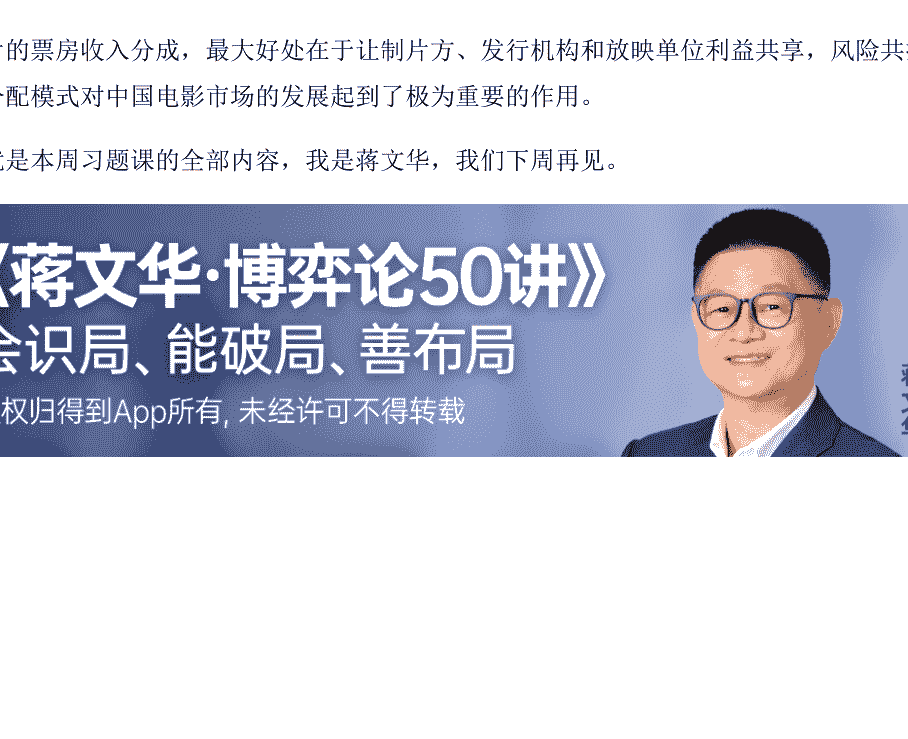 的票房收入分成，最大好处在于让制片方、发行机构和放映单位利益共享，风险共
配模式对中国电影市场的发展起到了极为重要的作用。
是本周习题课的全部内容，我是蒋文华，我们下周再见。
《蒋文华·博弈论50讲》
会识局、能破局、善布局
权归得到App所有, 未经许可不得转载
蒋文华